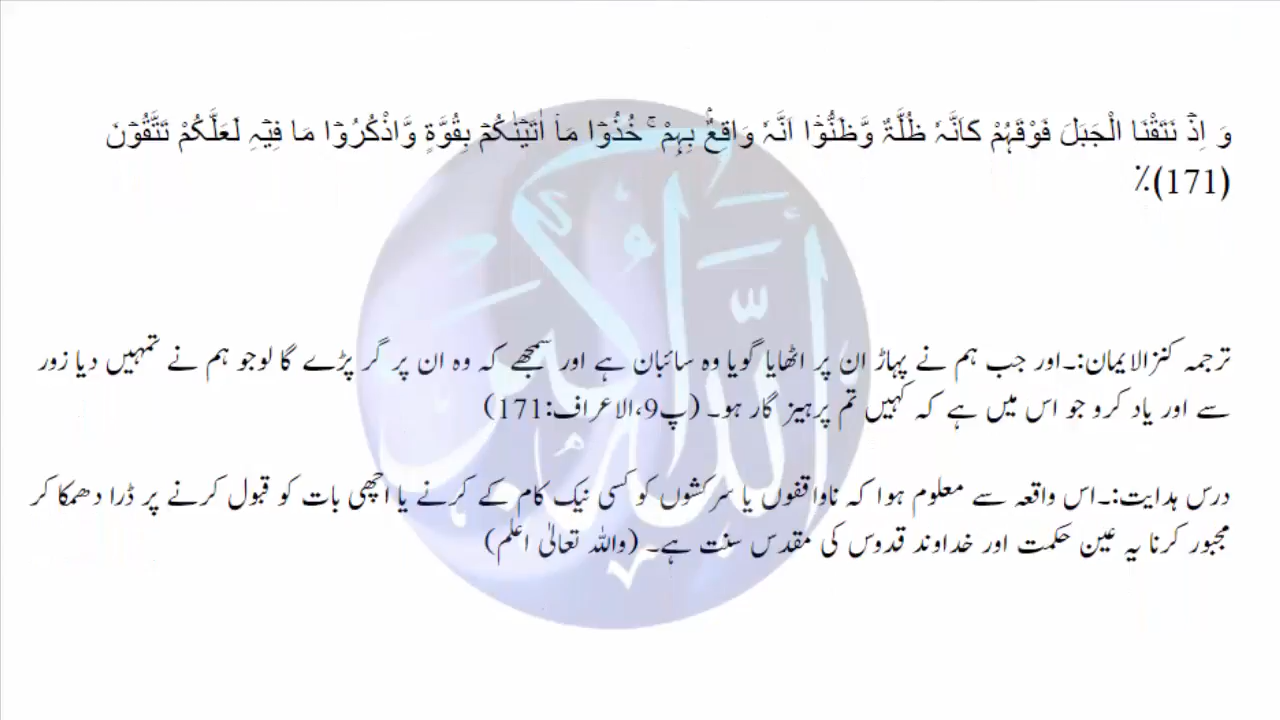 وَ اِذْ نَتَقْنَا الْجَبَلَ فَوْقَہُمْ کَاَنَّہٗ ظُلَّۃٌ وَّظَنُّوْۤا اَنَّہٗ وَاقِعٌۢ بِہِمْ ۚ خُذُوْا مَاۤ اٰتَیْنٰکُمْ بِقُوَّۃٍ وَّاذْکُرُوْا مَا فِیْہِ لَعَلَّکُمْ تَتَّقُوْنَ
(171)٪
ترجمہ کنزالایمان:۔اور جب ہم نے پہاڑ ان پر اٹھایا گویا وہ سائبان ہے اور سمجھے کہ وہ ان پر گر پڑے گا لوجو ہم نے تمہیں دیا زور
سے اور یاد کرو جو اس میں ہے کہ کہیں تم پرہیز گار ہو۔ (پ9،الاعراف:171)
درس ہدایت:۔اس واقعہ سے معلوم ہوا کہ ناواقفوں یا سرکشوں کو کسی نیک کام کے کرنے یا اچھی بات کو قبول کرنے پر ڈرا دھمکا کر
مجبور کرنا یہ عین حکمت اور خداوند قدوس کی مقدس سنت ہے۔ (واللہ تعالیٰ اعلم)
اللہ اکبر